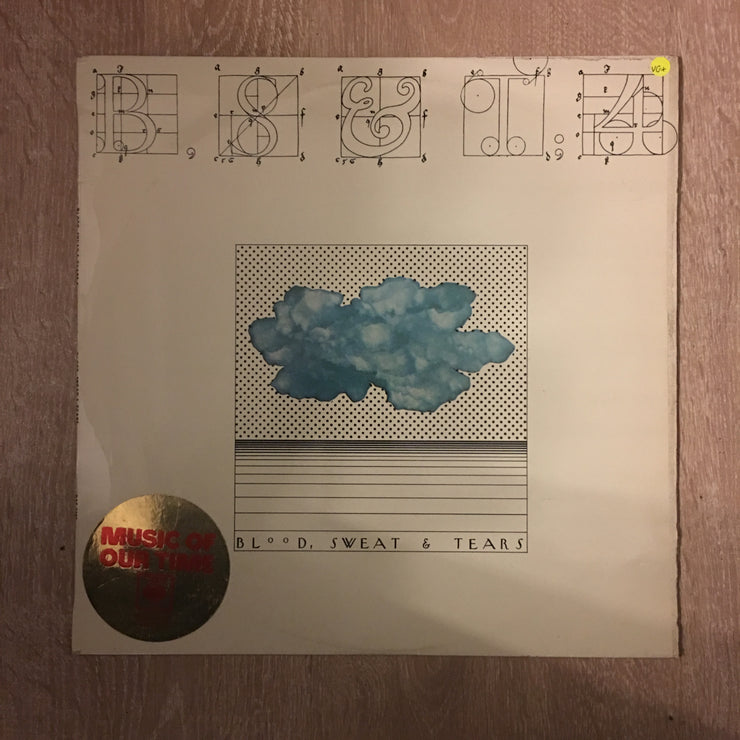 B, S & T; 4
VG+
BLOOD, SWEAT & TEARS
MUSIC OF
OUR TIME